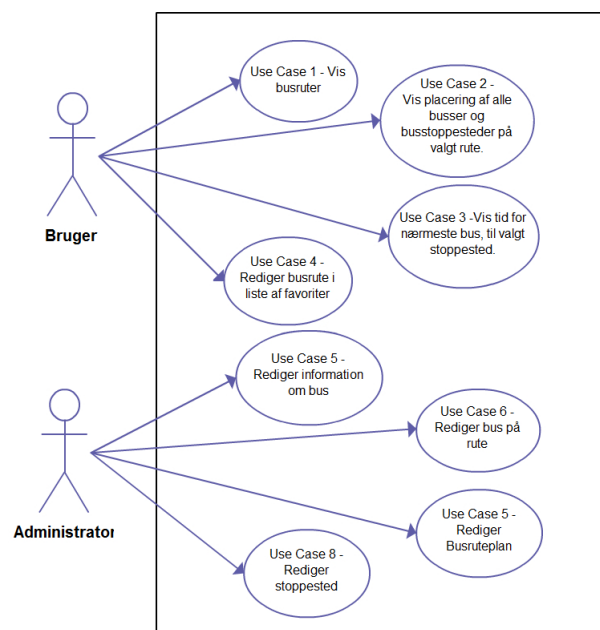 Use Case 1 - Vis
busruter
Use Case 2 -
Vis placering af alle
busser og
busstoppesteder på
valgt rute.
Bruger
Use Case 3 -Vis tid for
nærmeste bus, til valgt
stoppested.
Use Case 4 -
Rediger busrute i
liste af favoriter
Use Case 5 -
Rediger information
om bus
Use Case 6 -
Rediger bus på
rute
Administrator
Use Case 5 -
Rediger
Busruteplan
Use Case 8 -
Rediger
stoppested